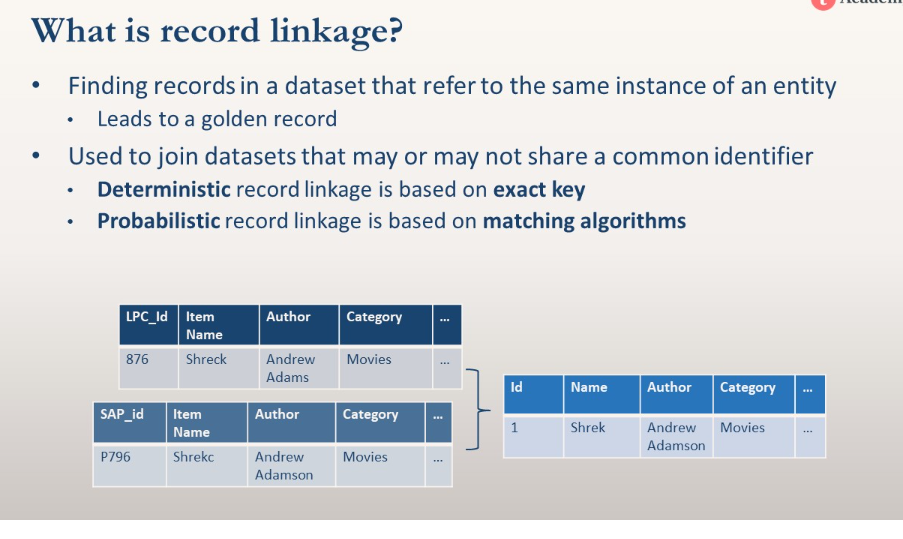 What is record linkage?
• Finding records in a dataset that refer to the same instance of an entity
• Leads to a golden record
• Used to join datasets that may or may not share a common identifier
• Deterministic record linkage is based on exact key
• Probabilistic record linkage is based on matching algorithms
LPC_Id Item Name Author Category ...
876 Shreck Andrew Adams Movies ...
SAP_id Item Name Author Category ...
P796 Shrekc Andrew Adamson Movies ...
Id Name Author Category ...
1 Shrek Andrew Adamson Movies ...